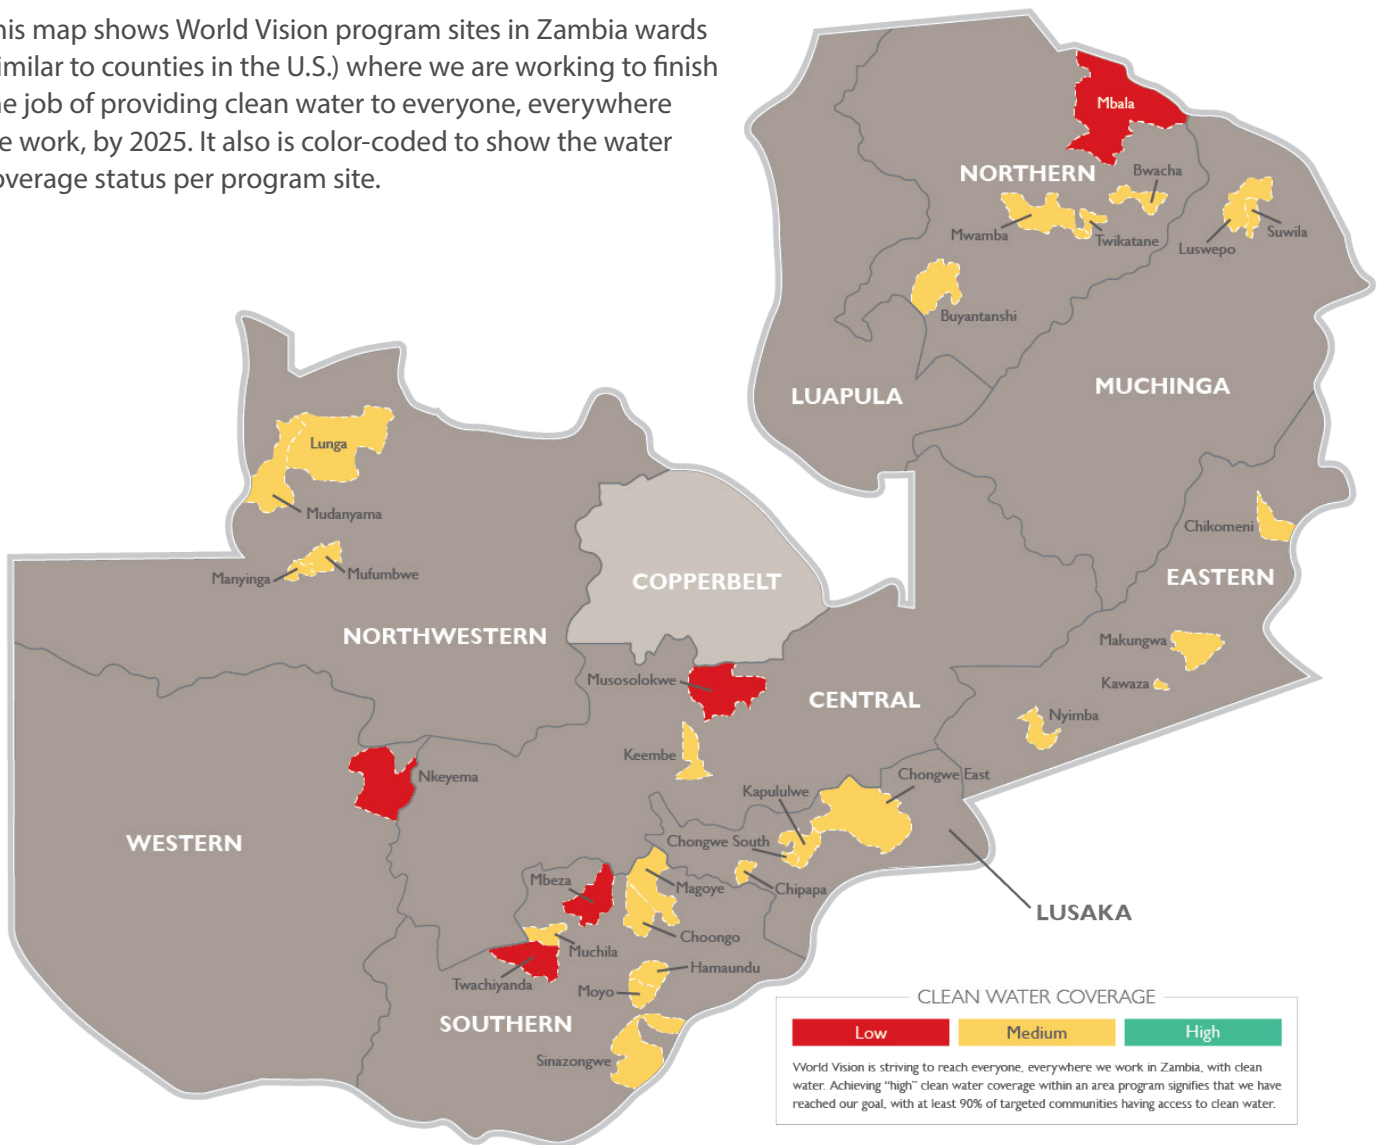 his map shows World Vision program sites in Zambia wards
imilar to counties in the U.S.) where we are working to finish
he job of providing clean water to everyone, everywhere
e work, by 2025. It also is color-coded to show the water
overage status per program site.
Mbala
NORTHERN
Bwacha
Mwamba
Twikatane
Luswepo
Suwila
Buyantanshi
LUAPULA
MUCHINGA
Lunga
Mudanyama
Manyinga
Mufumbwe
Chikomeni
COPPERBELT
EASTERN
NORTHWESTERN
Makungwa
Musosolokwe
Kawaza
CENTRAL
Nyimba
Keembe
Nkeyema
Chongwe East
Kapululwe
WESTERN
Chongwe South
Mbeza
Magoye
Chipapa
LUSAKA
Choongo
Muchila
Hamaundu
Twachiyanda
Moyo
SOUTHERN
Sinazongwe
CLEAN WATER COVERAGE
Low Medium High
World Vision is striving to reach everyone, everywhere we work in Zambia, with clean
water. Achieving “high” clean water coverage within an area program signifies that we have
reached our goal, with at least 90% of targeted communities having access to clean water.